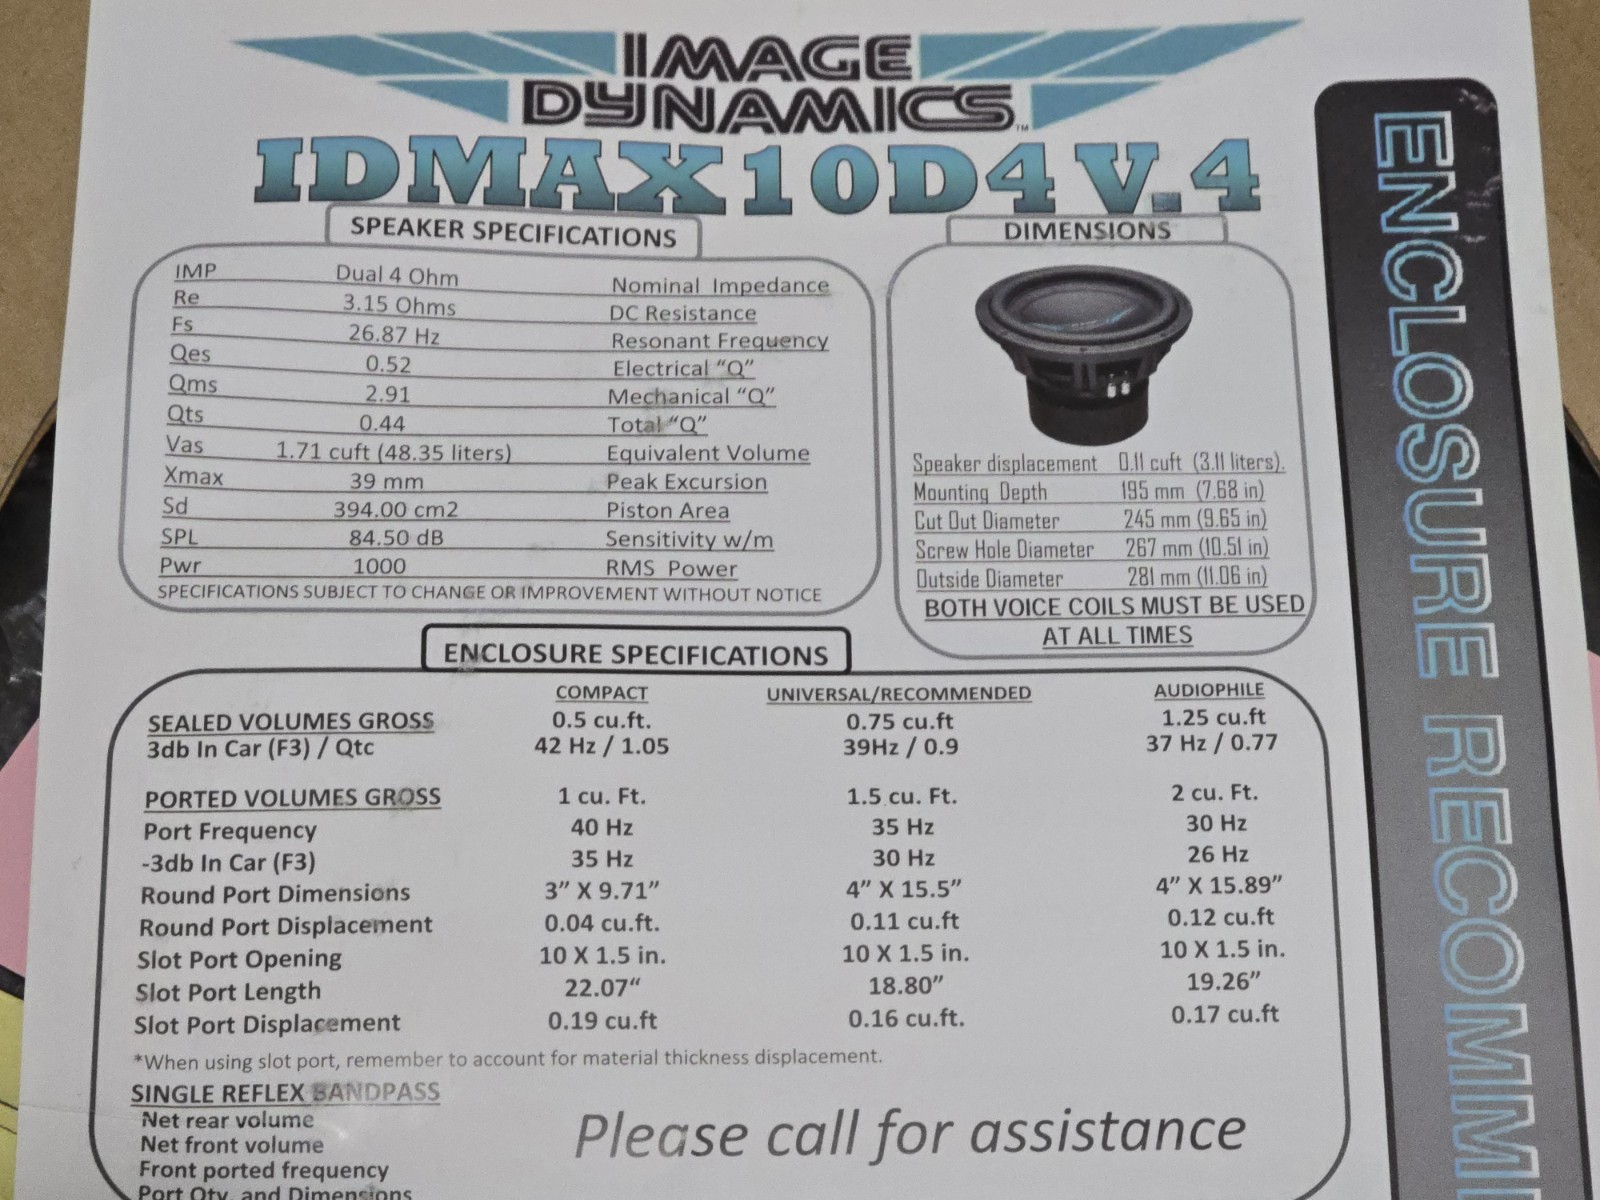 IMAGE
DYNAMICS™
IDMAX10D4 V.4
SPEAKER SPECIFICATIONS
IMP Dual 4 Ohm Nominal Impedance
Re 3.15 Ohms DC Resistance
Fs 26.87 Hz Resonant Frequency
Qes 0.52 Electrical “Q”
Qms 2.91 Mechanical “Q”
Qts 0.44 Total “Q”
Vas 1.71 cuft (48.35 liters) Equivalent Volume
Xmax 39 mm Peak Excursion
Sd 394.00 cm2 Piston Area
SPL 84.50 dB Sensitivity w/m
Pwr 1000 RMS Power
SPECIFICATIONS SUBJECT TO CHANGE OR IMPROVEMENT WITHOUT NOTICE
DIMENSIONS
Speaker displacement 0.11 cuft (3.11 liters).
Mounting Depth 195 mm (7.68 in)
Cut Out Diameter 245 mm (9.65 in)
Screw Hole Diameter 267 mm (10.51 in)
Outside Diameter 281 mm (11.06 in)
BOTH VOICE COILS MUST BE USED
AT ALL TIMES
ENCLOSURE SPECIFICATIONS
COMPACT UNIVERSAL/RECOMMENDED AUDIOPHILE
SEALED VOLUMES GROSS 0.5 cu.ft. 0.75 cu.ft 1.25 cu.ft
3db In Car (F3) / Qtc 42 Hz / 1.05 39Hz / 0.9 37 Hz / 0.77
PORTED VOLUMES GROSS 1 cu. Ft. 1.5 cu. Ft. 2 cu. Ft.
Port Frequency 40 Hz 35 Hz 30 Hz
-3db In Car (F3) 35 Hz 30 Hz 26 Hz
Round Port Dimensions 3” X 9.71” 4” X 15.5” 4” X 15.89”
Round Port Displacement 0.04 cu.ft. 0.11 cu.ft 0.12 cu.ft
Slot Port Opening 10 X 1.5 in. 10 X 1.5 in. 10 X 1.5 in.
Slot Port Length 22.07“ 18.80” 19.26”
Slot Port Displacement 0.19 cu.ft 0.16 cu.ft. 0.17 cu.ft
*When using slot port, remember to account for material thickness displacement.
SINGLE REFLEX BANDPASS
Net rear volume
Net front volume
Front ported frequency
Port Qty. and Dimensions
Please call for assistance
ENCLOSURE RECOMM